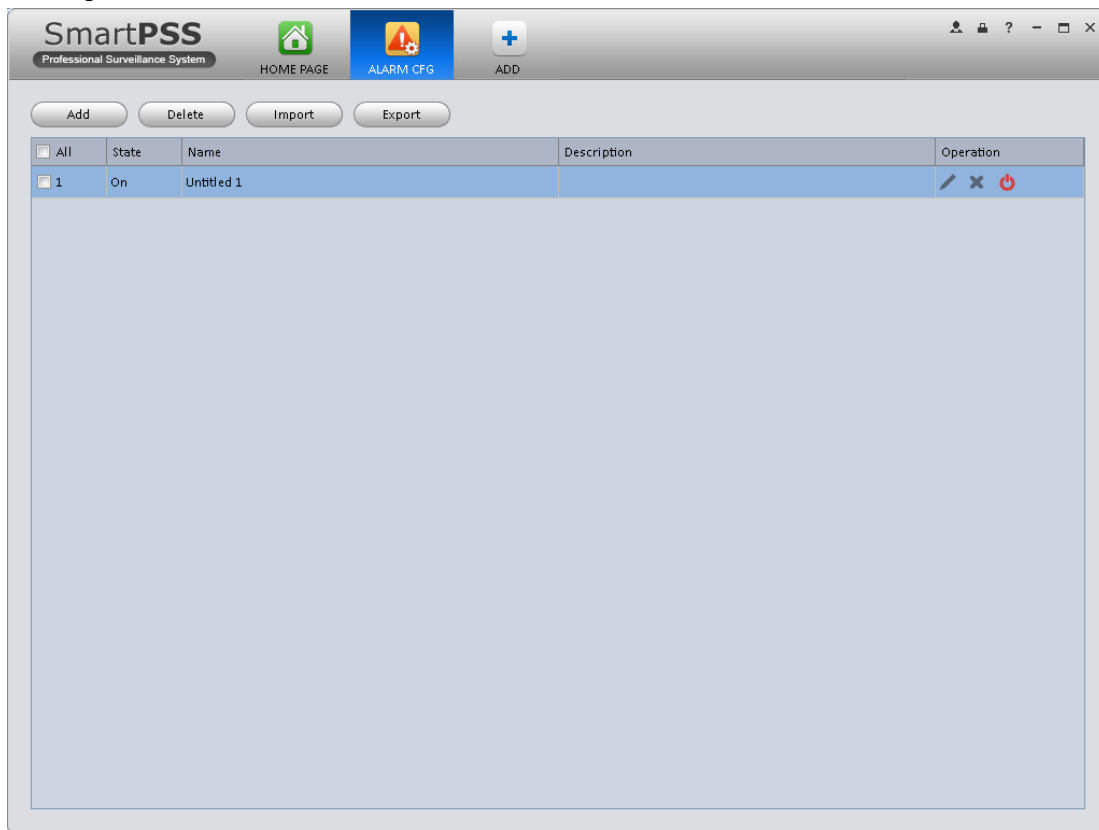 SmartPSS
Professional Surveillance System
HOME PAGE
ALARM CFG
ADD
?
Add
Delete
Import
Export
All State Name Description Operation
1 On Untitled 1